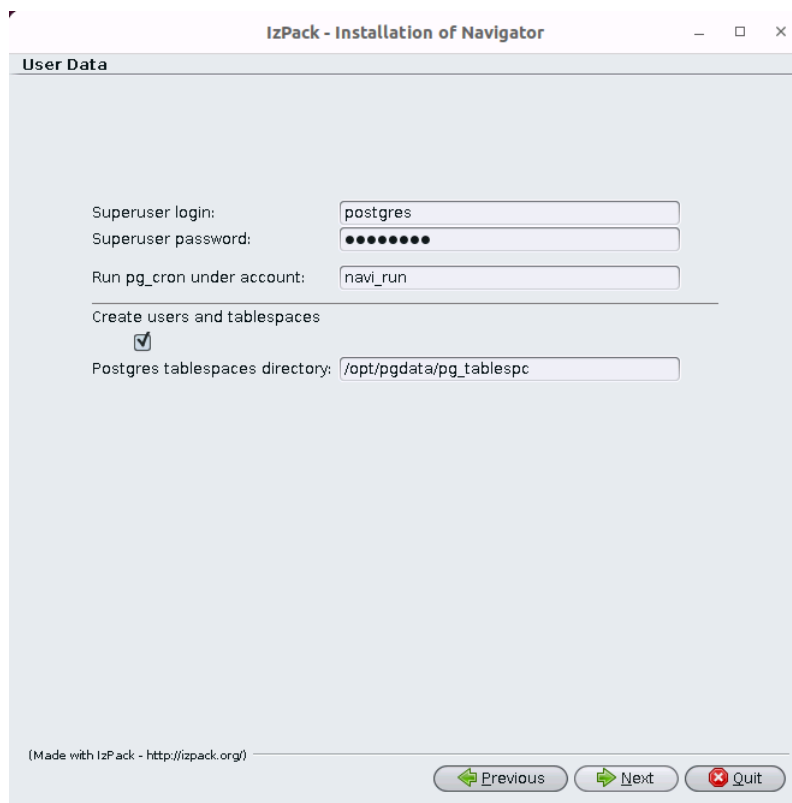 IzPack - Installation of Navigator
User Data
Superuser login: postgres
Superuser password: ●●●●●●●●
Run pg_cron under account: navi_run
Create users and tablespaces
Postgres tablespaces directory: /opt/pgdata/pg_tablespc
(Made with IzPack - http://izpack.org/)
Previous Next Quit